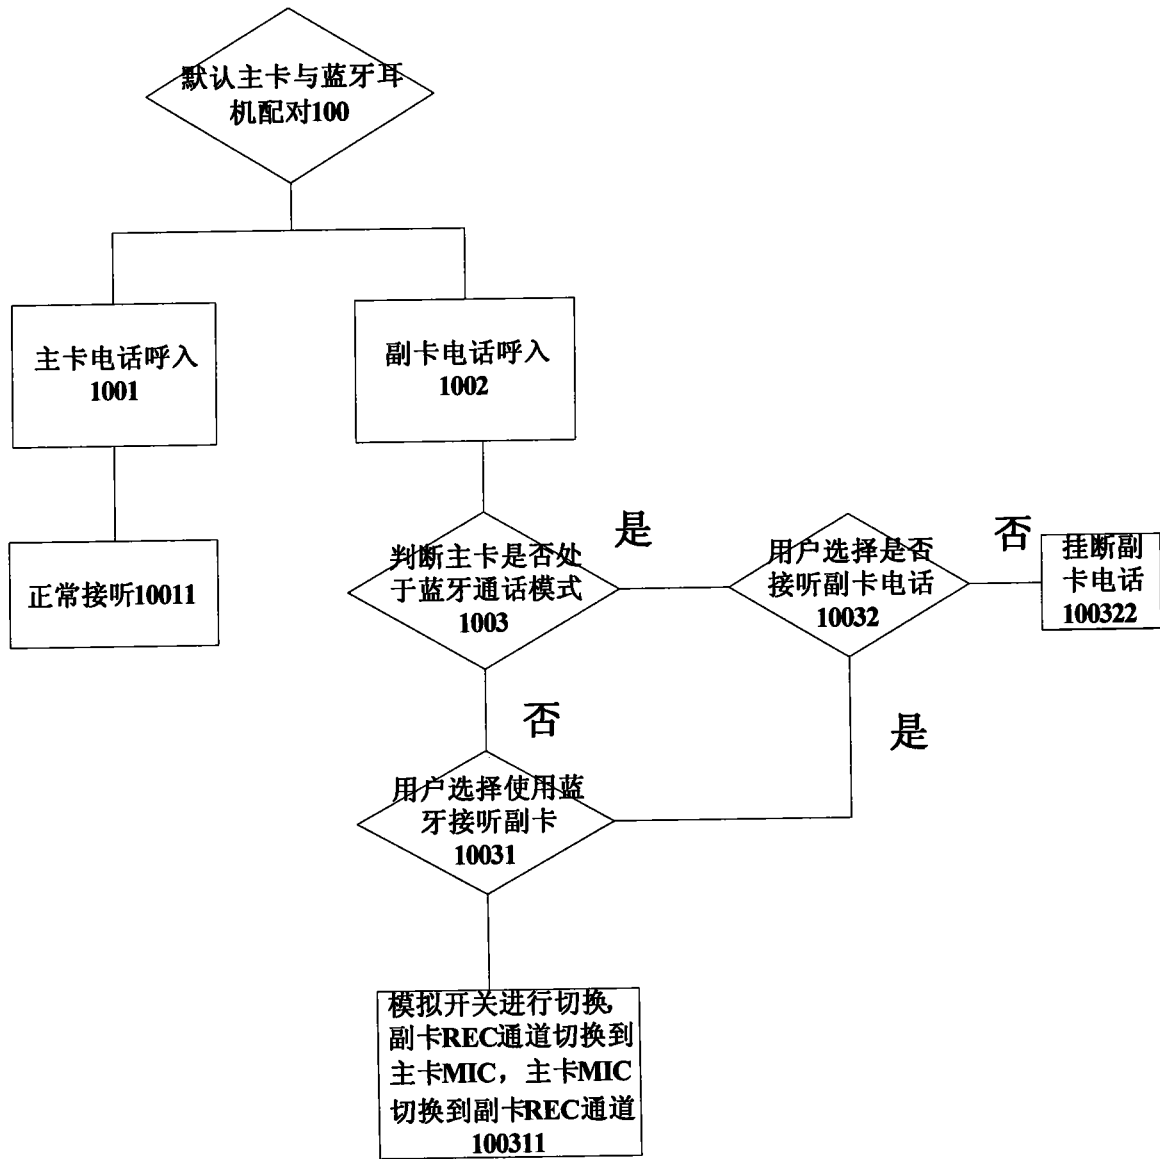 默认主卡与蓝牙耳
机配对100
主卡电话呼入
1001
副卡电话呼入
1002
正常接听10011
判断主卡是否处
于蓝牙通话模式
1003
是
用户选择是否
接听副卡电话
10032
否
挂断副
卡电话
100322
否
是
用户选择使用蓝
牙接听副卡
10031
模拟开关进行切换,
副卡REC通道切换到
主卡MIC，主卡MIC
切换到副卡REC通道
100311